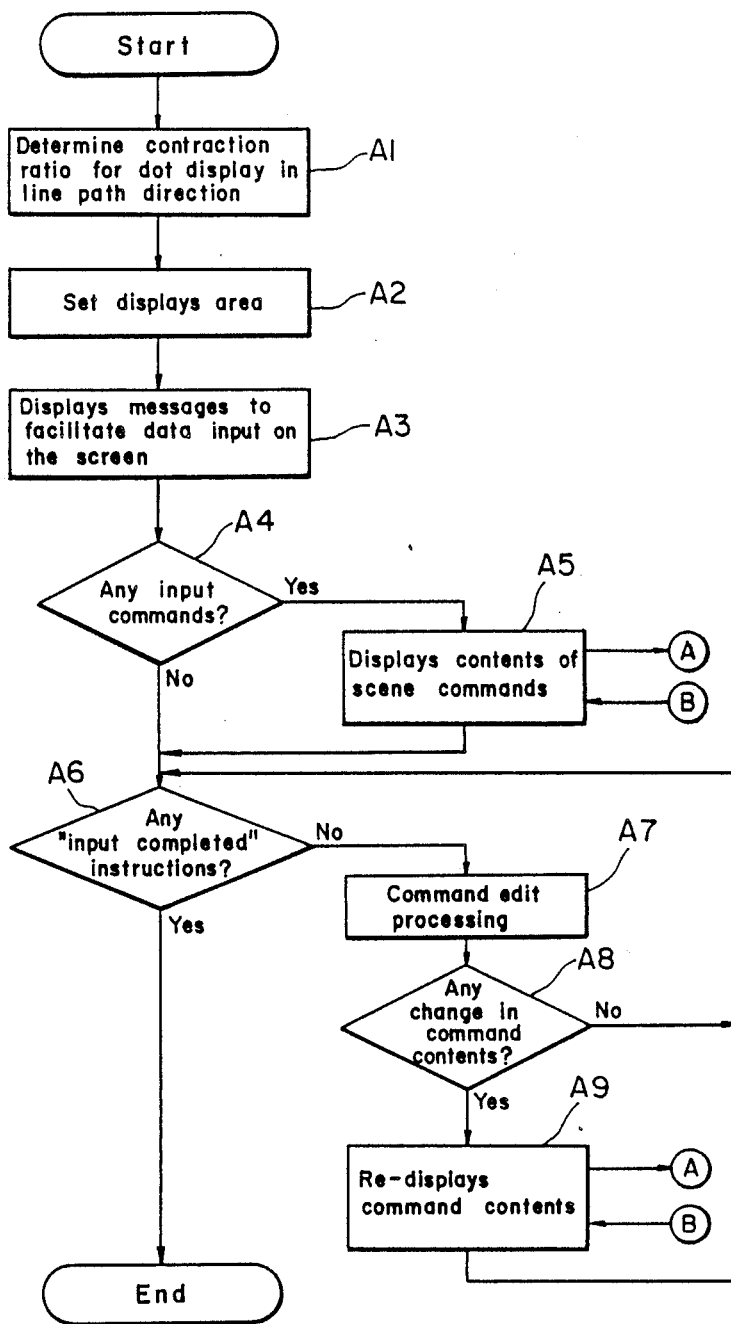 Start
Determine contraction
ratio for dot display in
line path direction
A1
Set displays area
A2
Displays messages to
facilitate data input on
the screen
A3
A4
Any input
commands?
Yes
No
A5
Displays contents of
scene commands
A
B
A6
Any
"input completed"
instructions?
No
Yes
A7
Command edit
processing
A8
Any
change in
command
contents?
No
Yes
A9
Re-displays
command contents
A
B
End